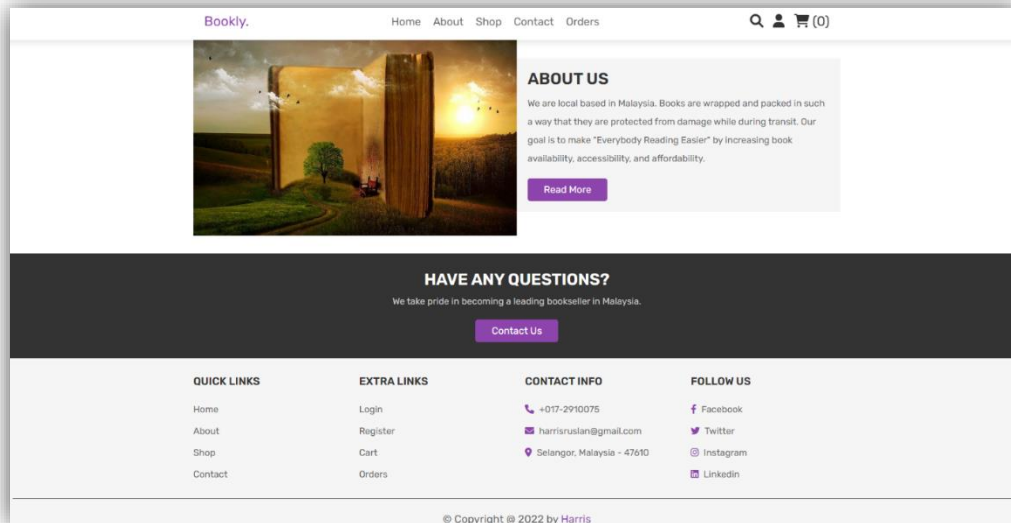 Bookly.
Home About Shop Contact Orders
(0)
ABOUT US
We are local based in Malaysia. Books are wrapped and packed in such
a way that they are protected from damage while during transit. Our
goal is to make "Everybody Reading Easier" by increasing book
availability, accessibility, and affordability.
Read More
HAVE ANY QUESTIONS?
We take pride in becoming a leading bookseller in Malaysia.
Contact Us
QUICK LINKS
Home
About
Shop
Contact
EXTRA LINKS
Login
Register
Cart
Orders
CONTACT INFO
+017-2910075
harrisruslan@gmail.com
Selangor, Malaysia - 47610
FOLLOW US
Facebook
Twitter
Instagram
Linkedin
© Copyright @ 2022 by Harris